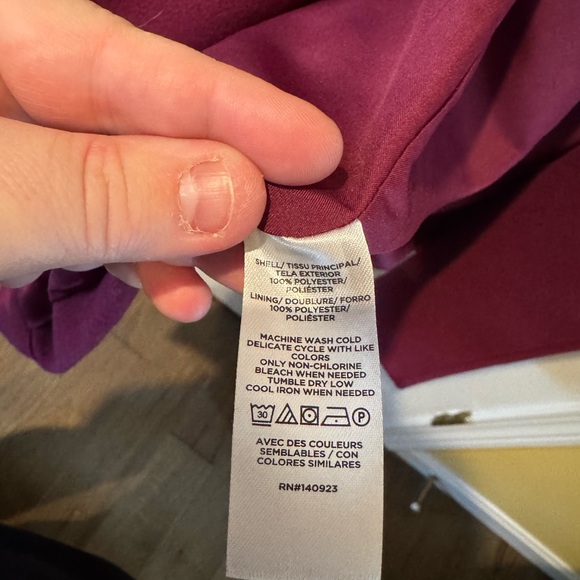 SHELL/ TISSU PRINCIPAL/
TELA EXTERIOR
100% POLYESTER/
POLIÉSTER
LINING/ DOUBLURE/ FORRO
100% POLYESTER/
POLIÉSTER
MACHINE WASH COLD
DELICATE CYCLE WITH LIKE
COLORS
ONLY NON-CHLORINE
BLEACH WHEN NEEDED
TUMBLE DRY LOW
COOL IRON WHEN NEEDED
30 P
AVEC DES COULEURS
SEMBLABLES / CON
COLORES SIMILARES
RN#140923